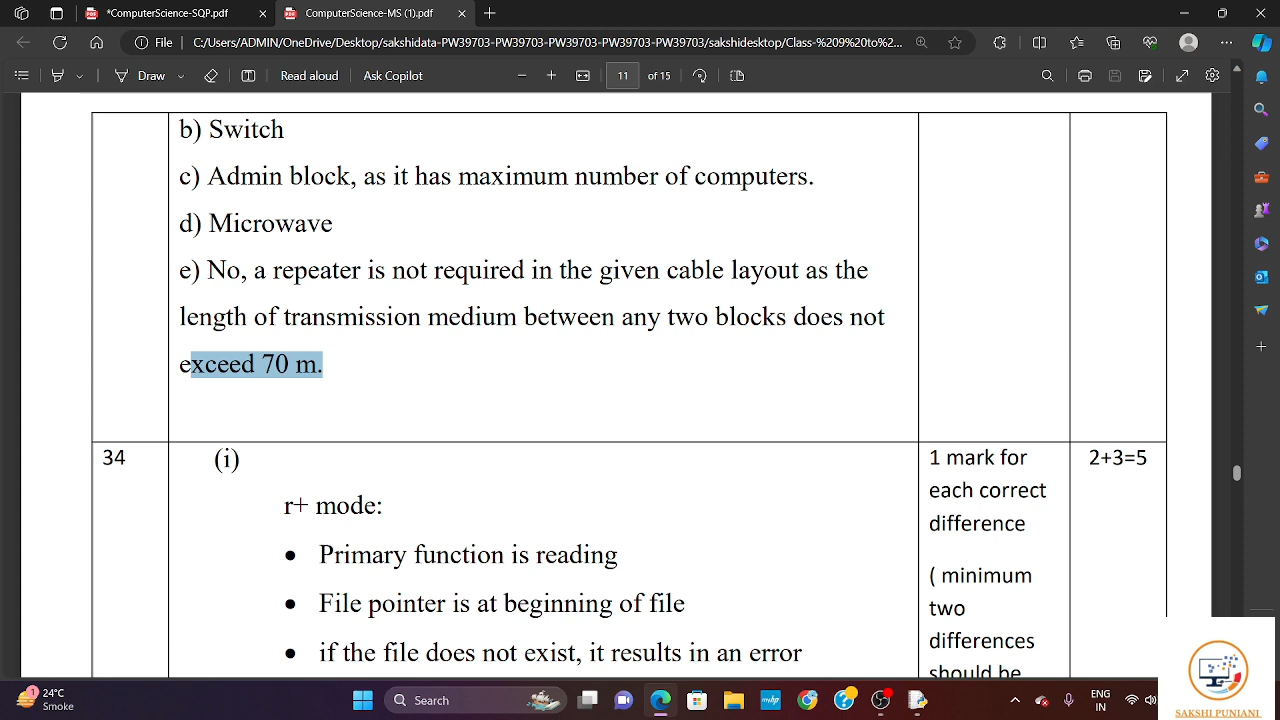 *ComputerScience-SQP.pdf
ComputerScience-MS (1).pdf
File
C:/Users/ADMIN/OneDrive/Desktop/sakshidata-PW39703-PW39703-PW39703-PW39703/sakshidesktop/Class-%209%20to%2...
Draw
Read aloud
Ask Copilot
11
of 15
b) Switch
c) Admin block, as it has maximum number of computers.
d) Microwave
e) No, a repeater is not required in the given cable layout as the
length of transmission medium between any two blocks does not
exceed 70 m.
34
(i)
r+ mode:
• Primary function is reading
• File pointer is at beginning of file
• if the file does not exist, it results in an error
1 mark for
each correct
difference
( minimum
two
differences
should be
2+3=5
SAKSHI PUNIANI
1
24°C
Smoke
Search
ENG
IN